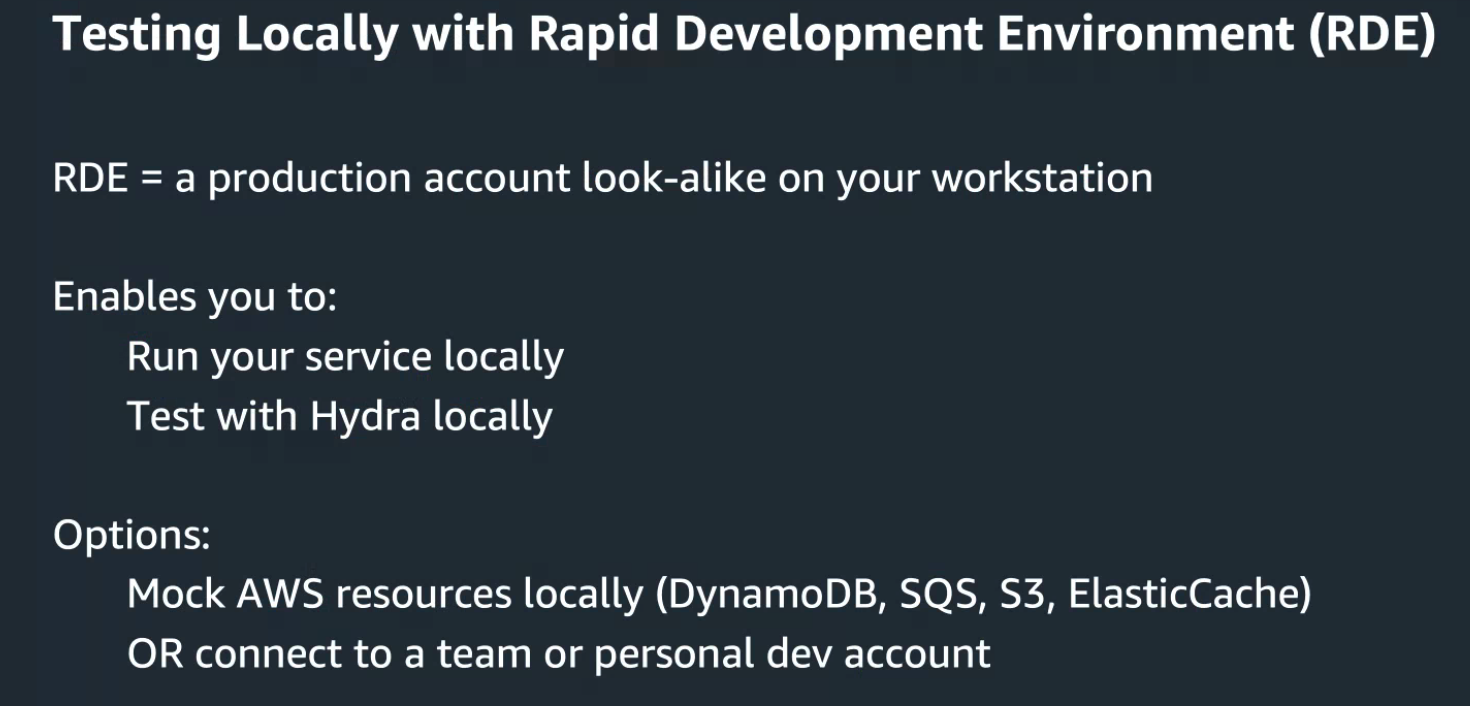 Testing Locally with Rapid Development Environment (RDE)
RDE = a production account look-alike on your workstation
Enables you to:
Run your service locally
Test with Hydra locally
Options:
Mock AWS resources locally (DynamoDB, SQS, S3, ElasticCache)
OR connect to a team or personal dev account